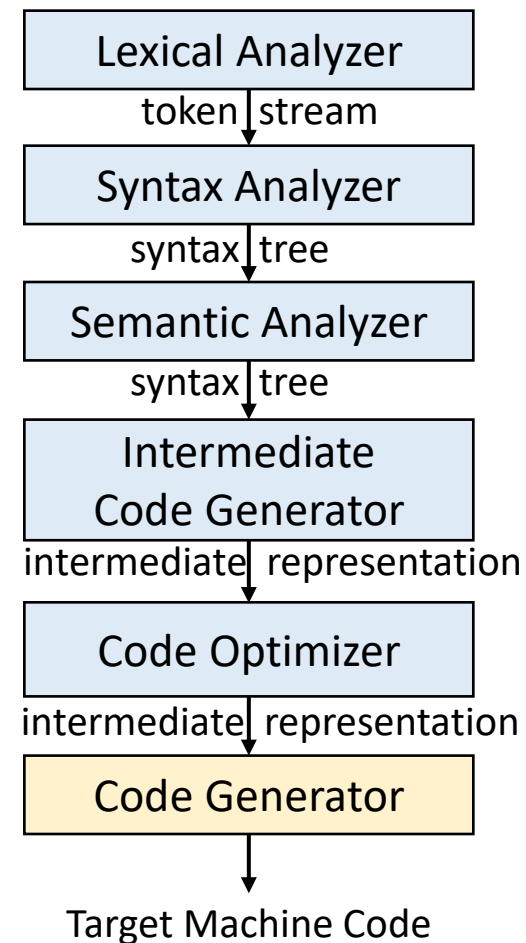 Lexical Analyzer
token stream
Syntax Analyzer
syntax tree
Semantic Analyzer
syntax tree
Intermediate
Code Generator
intermediate representation
Code Optimizer
intermediate representation
Code Generator
Target Machine Code